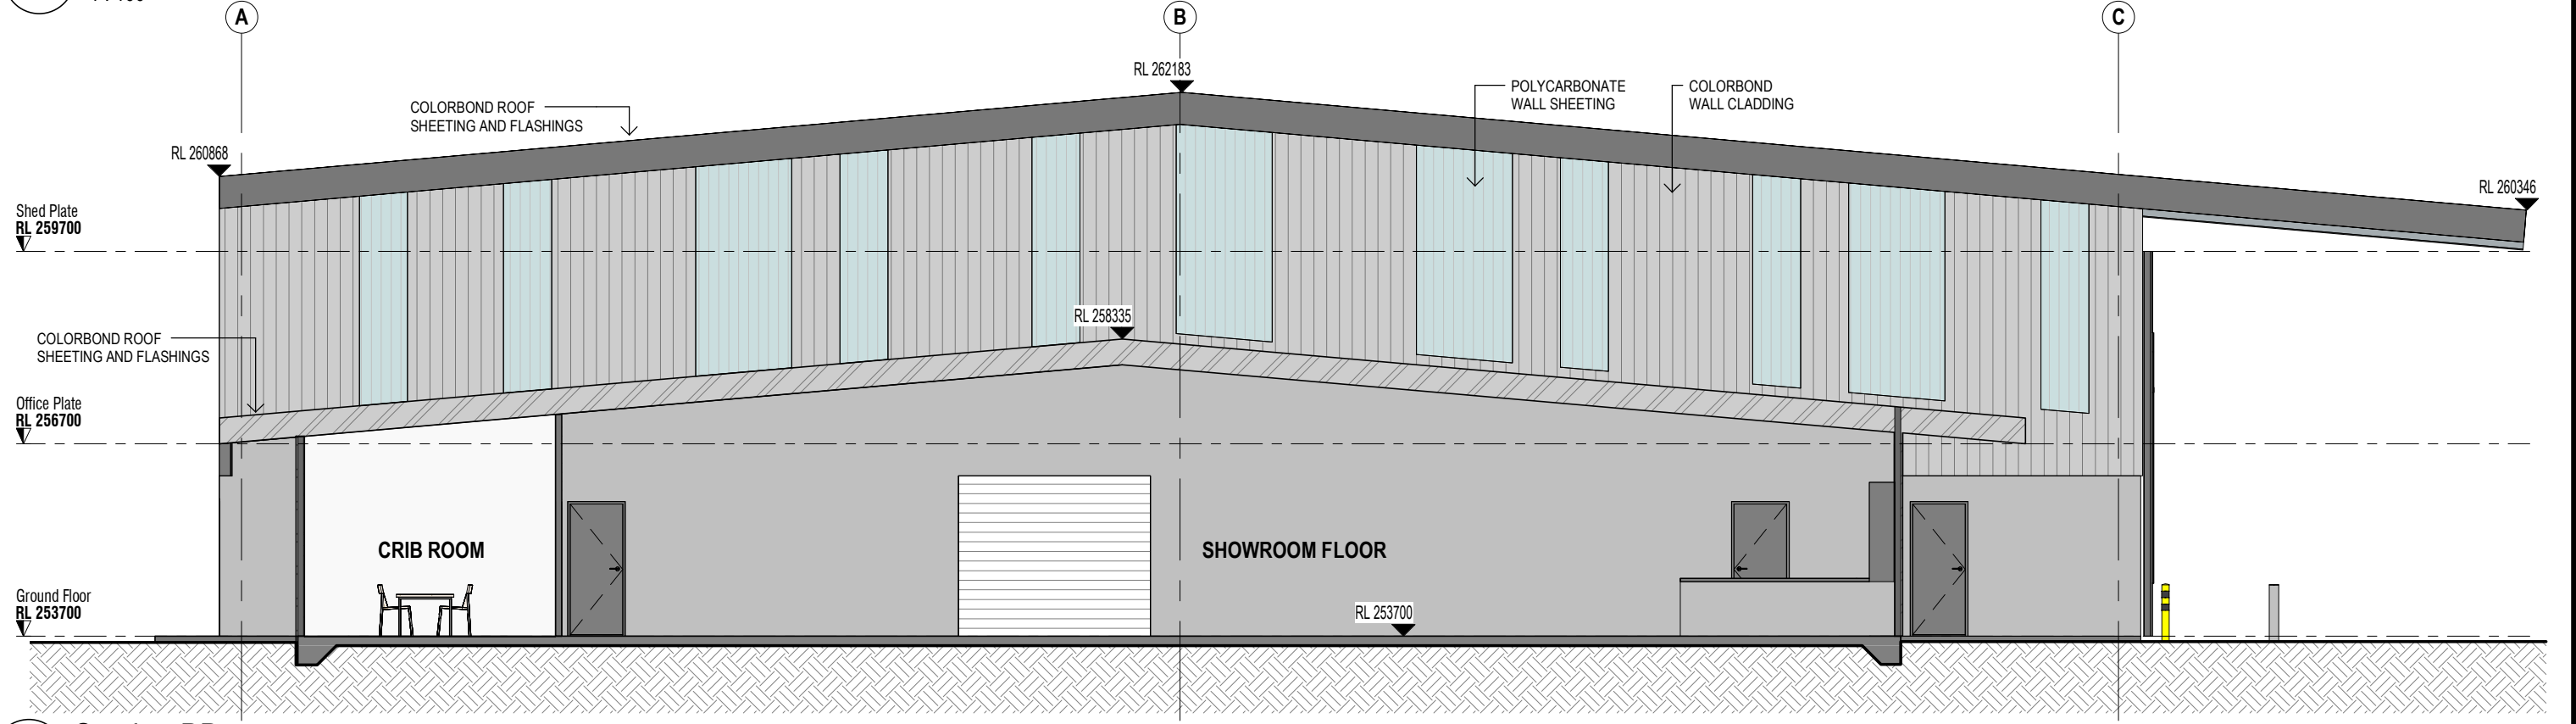 A
B
C
RL 262183
COLORBOND ROOF
SHEETING AND FLASHINGS
POLYCARBONATE
WALL SHEETING
COLORBOND
WALL CLADDING
RL 260868
RL 260346
Shed Plate
RL 259700
RL 258335
COLORBOND ROOF
SHEETING AND FLASHINGS
Office Plate
RL 256700
CRIB ROOM
SHOWROOM FLOOR
Ground Floor
RL 253700
RL 253700